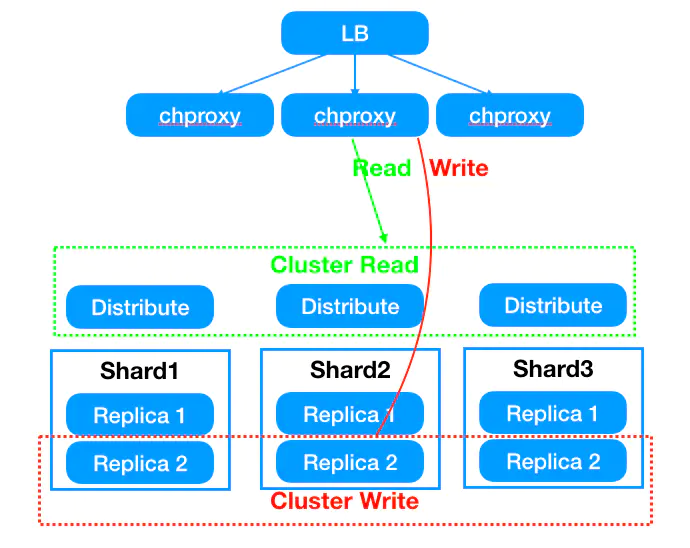 LB
chproxy
chproxy
chproxy
Read
Write
Cluster Read
Distribute
Distribute
Distribute
Shard1
Shard2
Shard3
Replica 1
Replica 1
Replica 1
Replica 2
Replica 2
Replica 2
Cluster Write